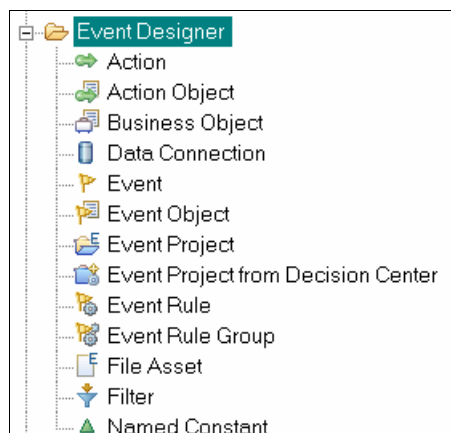 Event Designer
Action
Action Object
Business Object
Data Connection
Event
Event Object
Event Project
Event Project from Decision Center
Event Rule
Event Rule Group
File Asset
Filter
Named Constant